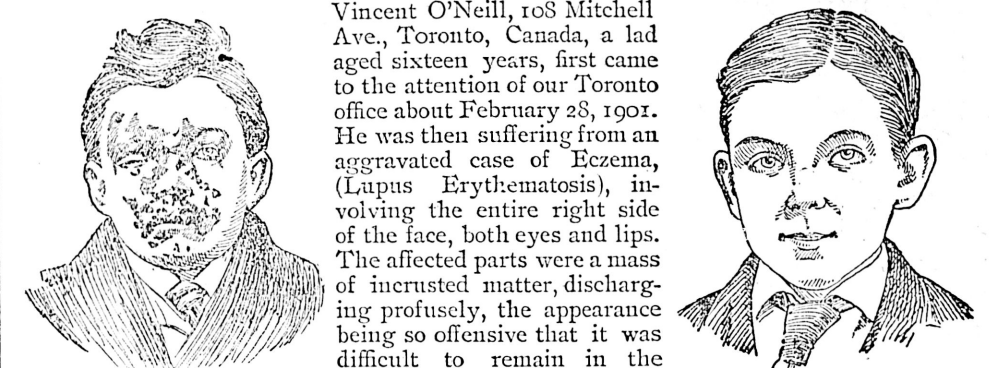 Vincent O'Neill, 108 Mitchell
Ave., Toronto, Canada, a lad
aged sixteen years, first came
to the attention of our Toronto
office about February 28, 1901.
He was then suffering from an
aggravated case of Eczema,
(Lupus Erythematosis), in-
volving the entire right side
of the face, both eyes and lips.
The affected parts were a mass
of incrusted matter, discharg-
ing profusely, the appearance
being so offensive that it was
difficult to remain in the